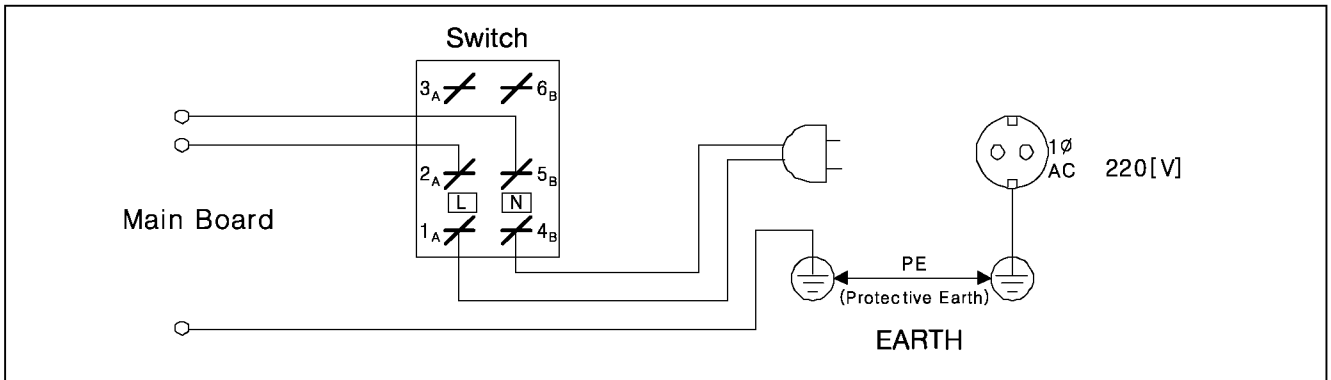 Switch
3A 6B
2A 5B
L N
1A 4B
Main Board
1Ø
AC
220[V]
PE
(Protective Earth)
EARTH